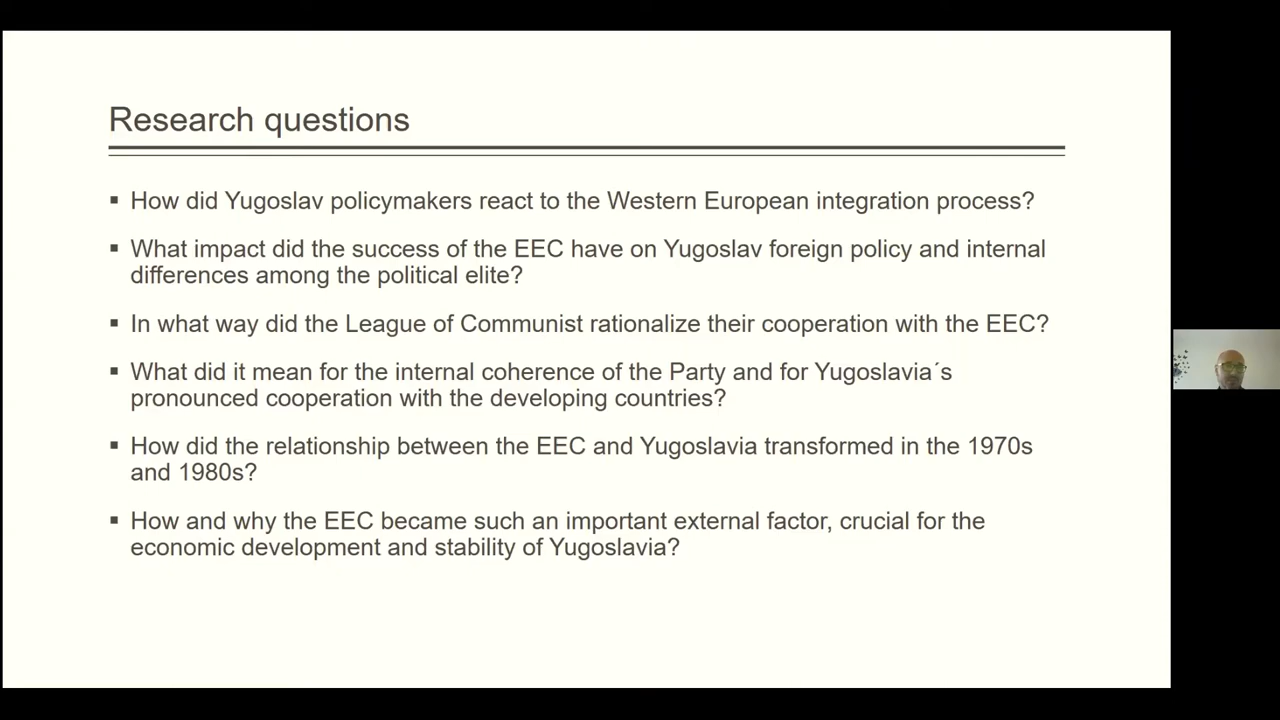 Research questions
▪ How did Yugoslav policymakers react to the Western European integration process?
▪ What impact did the success of the EEC have on Yugoslav foreign policy and internal
differences among the political elite?
▪ In what way did the League of Communist rationalize their cooperation with the EEC?
▪ What did it mean for the internal coherence of the Party and for Yugoslavia´s
pronounced cooperation with the developing countries?
▪ How did the relationship between the EEC and Yugoslavia transformed in the 1970s
and 1980s?
▪ How and why the EEC became such an important external factor, crucial for the
economic development and stability of Yugoslavia?